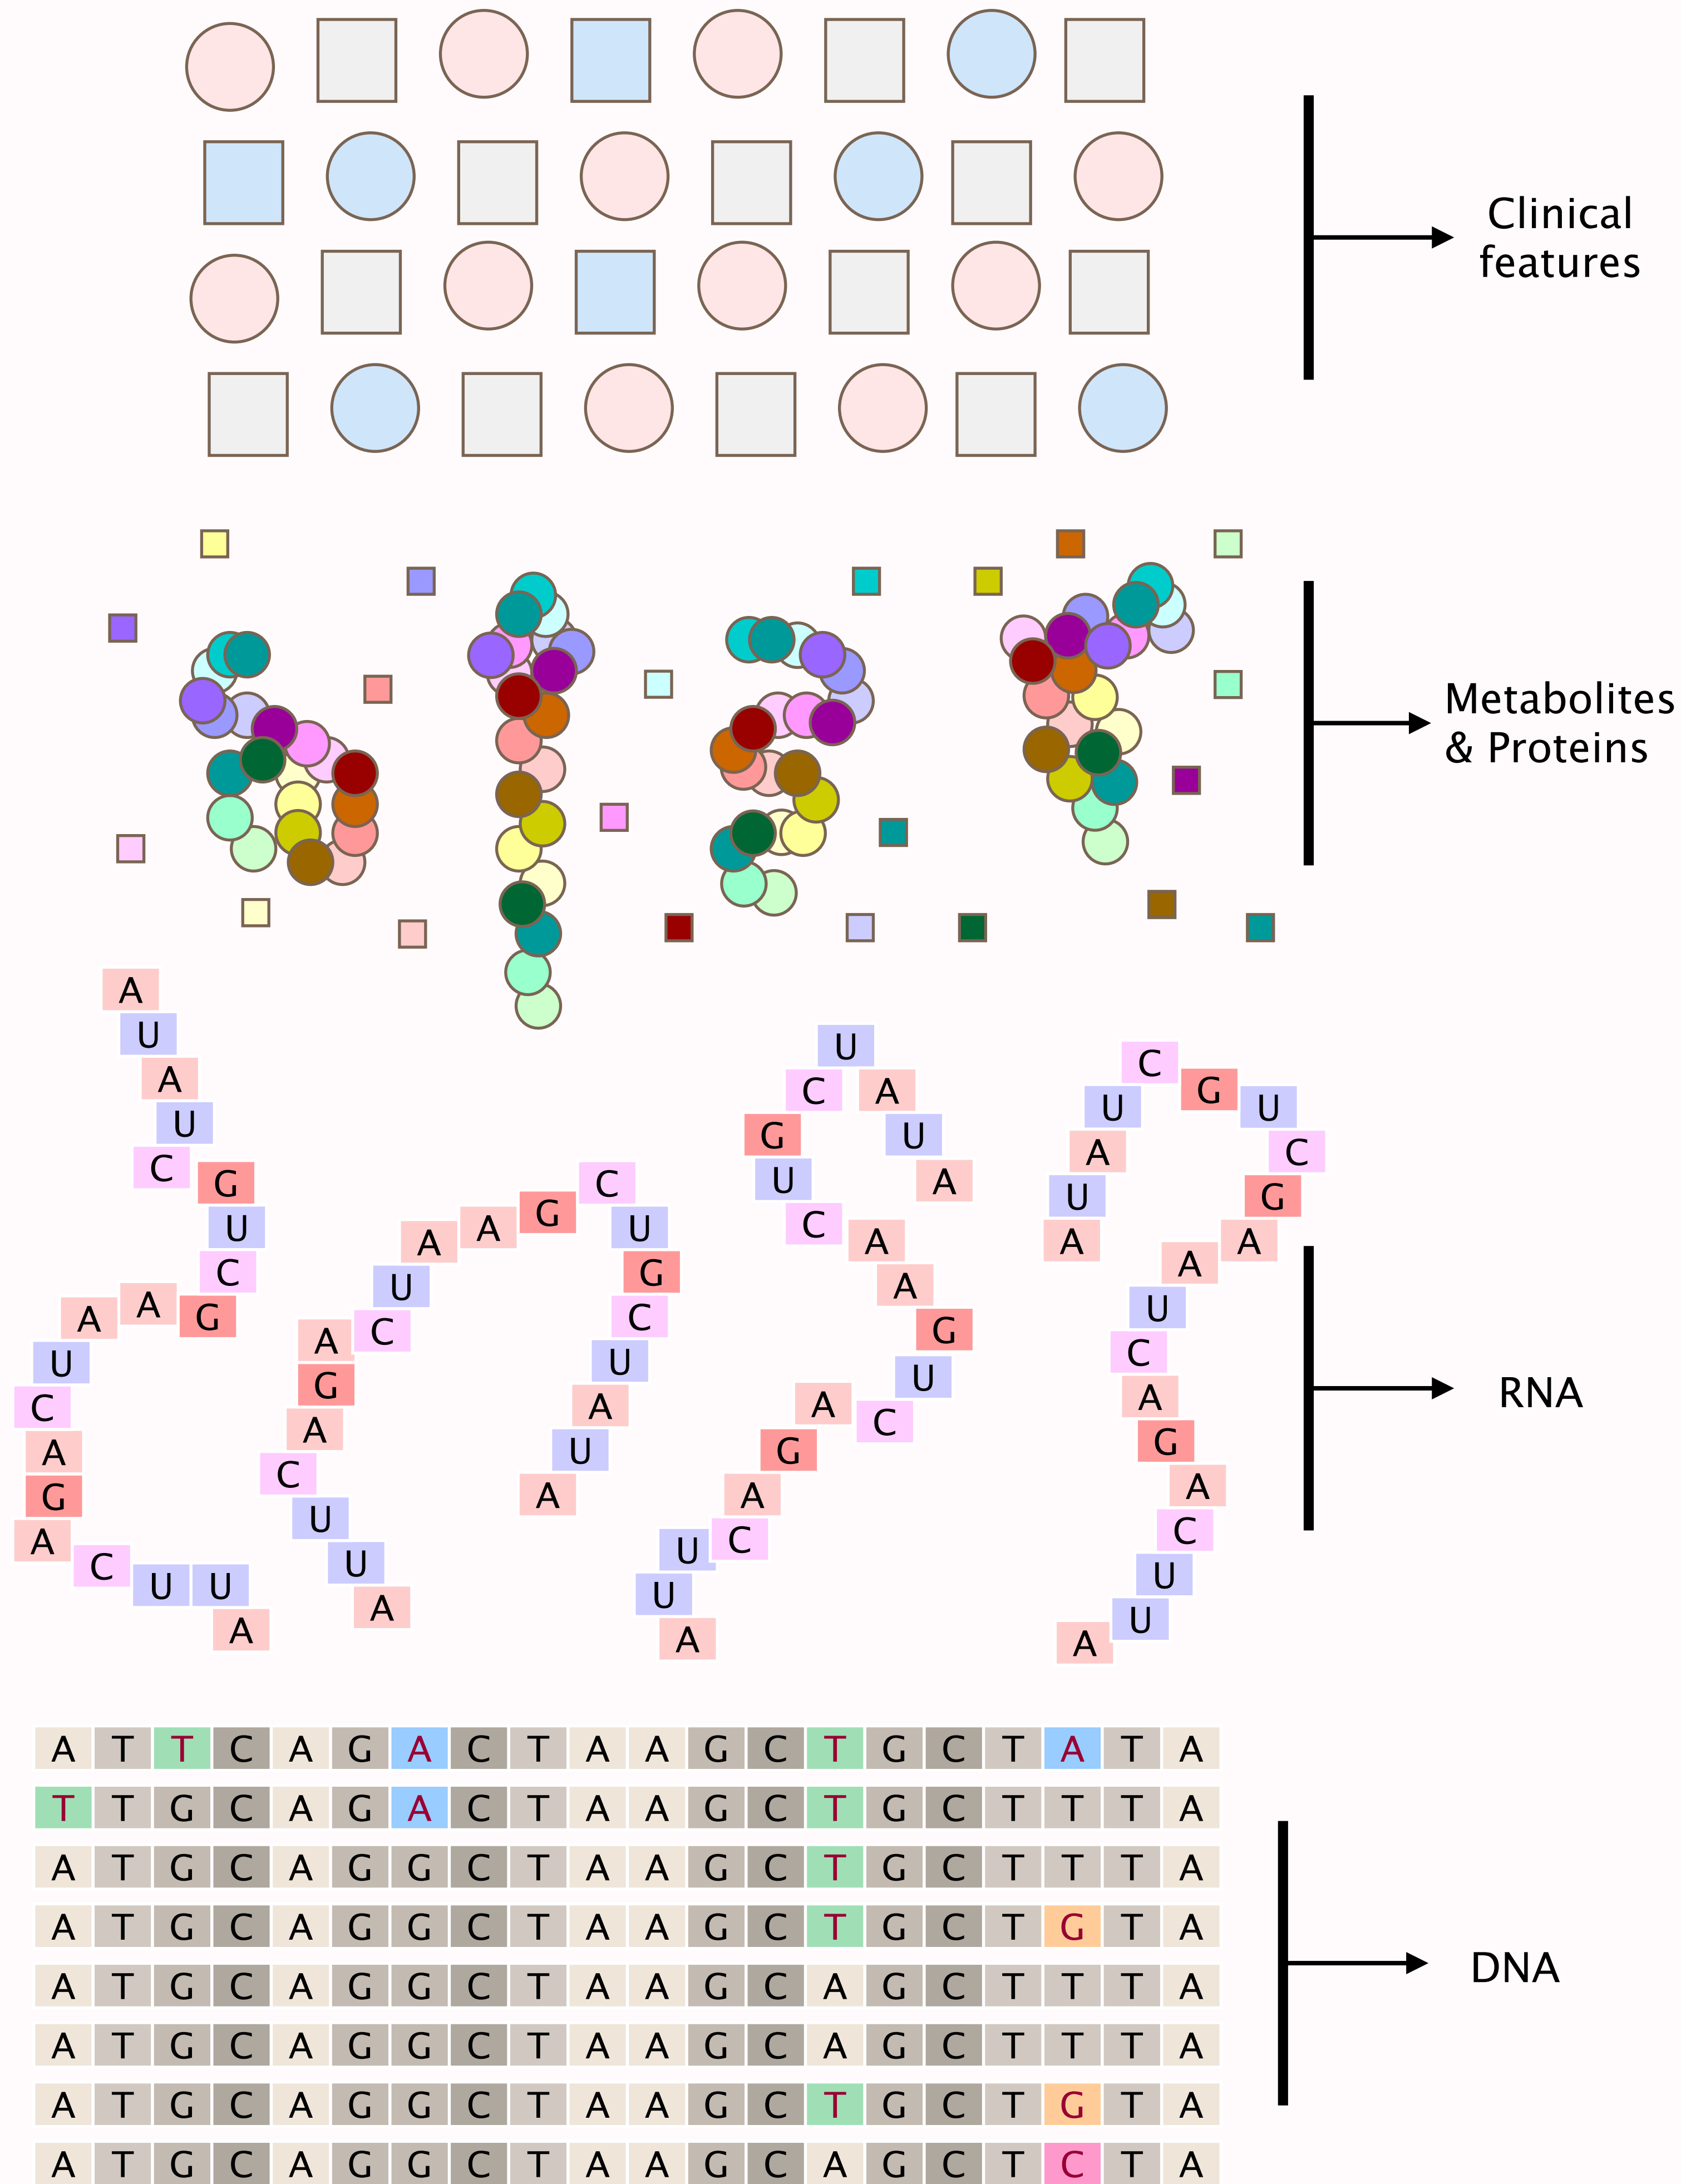 Clinical
features
Metabolites
& Proteins
A U A U C G U C G A A U C A G A C U U A
A U A U C G U C G A A U C A G A C U U A
A U A U C G U C A A G U C A G A C U U A
A U A U C G U C G A A U C A G A C U U A
RNA
A T T C A G A C T A A G C T G C T A T A
T T G C A G A C T A A G C T G C T T T A
A T G C A G G C T A A G C T G C T T T A
A T G C A G G C T A A G C T G C T G T A
DNA
A T G C A G G C T A A G C A G C T T T A
A T G C A G G C T A A G C A G C T T T A
A T G C A G G C T A A G C T G C T G T A
A T G C A G G C T A A G C A G C T C T A